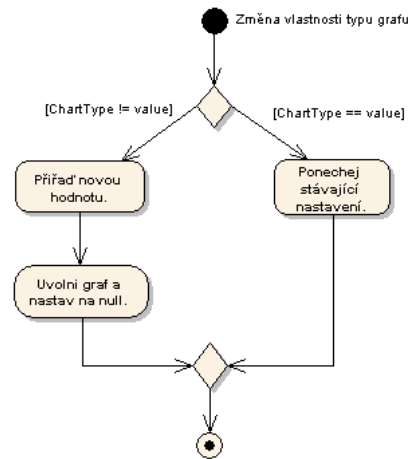 Změna vlastnosti typu grafu
[ChartType != value]
[ChartType == value]
Přiřaď novou
hodnotu.
Ponechej
stávající
nastavení.
Uvolni graf a
nastav na null.